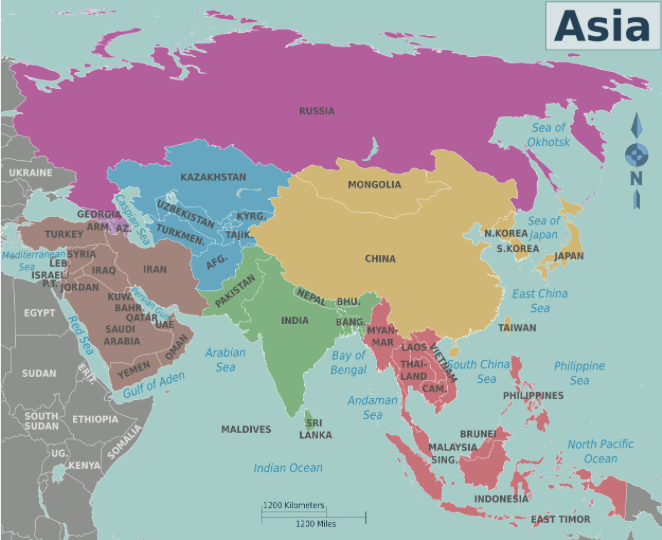 Asia
RUSSIA
Sea of
Okhotsk
N
UKRAINE
KAZAKHSTAN
MONGOLIA
GEORGIA
ARM.
AZ.
Caspian Sea
UZBEKISTAN
KYRG.
TURKMEN.
TAJIK.
TURKEY
N.KOREA
S.KOREA
Sea of
Japan
JAPAN
Mediterranean
Sea
SYRIA
LEB.
ISRAEL
P.T.
JORDAN
IRAQ
IRAN
AFG.
CHINA
KUW.
BAHR.
QATAR
UAE
Persian Gulf
PAKISTAN
NEPAL
BHU.
East China
Sea
EGYPT
Red Sea
SAUDI
ARABIA
OMAN
INDIA
BANG.
MYAN-
MAR
TAIWAN
YEMEN
Gulf of Aden
Arabian
Sea
Bay of
Bengal
LAOS
VIETNAM
THAI-
LAND
CAM.
South China
Sea
Philippine
Sea
SUDAN
ERIT.
Andaman
Sea
PHILIPPINES
SOUTH
SUDAN
ETHIOPIA
SOMALIA
MALDIVES
SRI
LANKA
BRUNEI
MALAYSIA
SING.
North Pacific
Ocean
UG.
KENYA
Indian Ocean
INDONESIA
EAST TIMOR
1200 Kilometers
1230 Miles